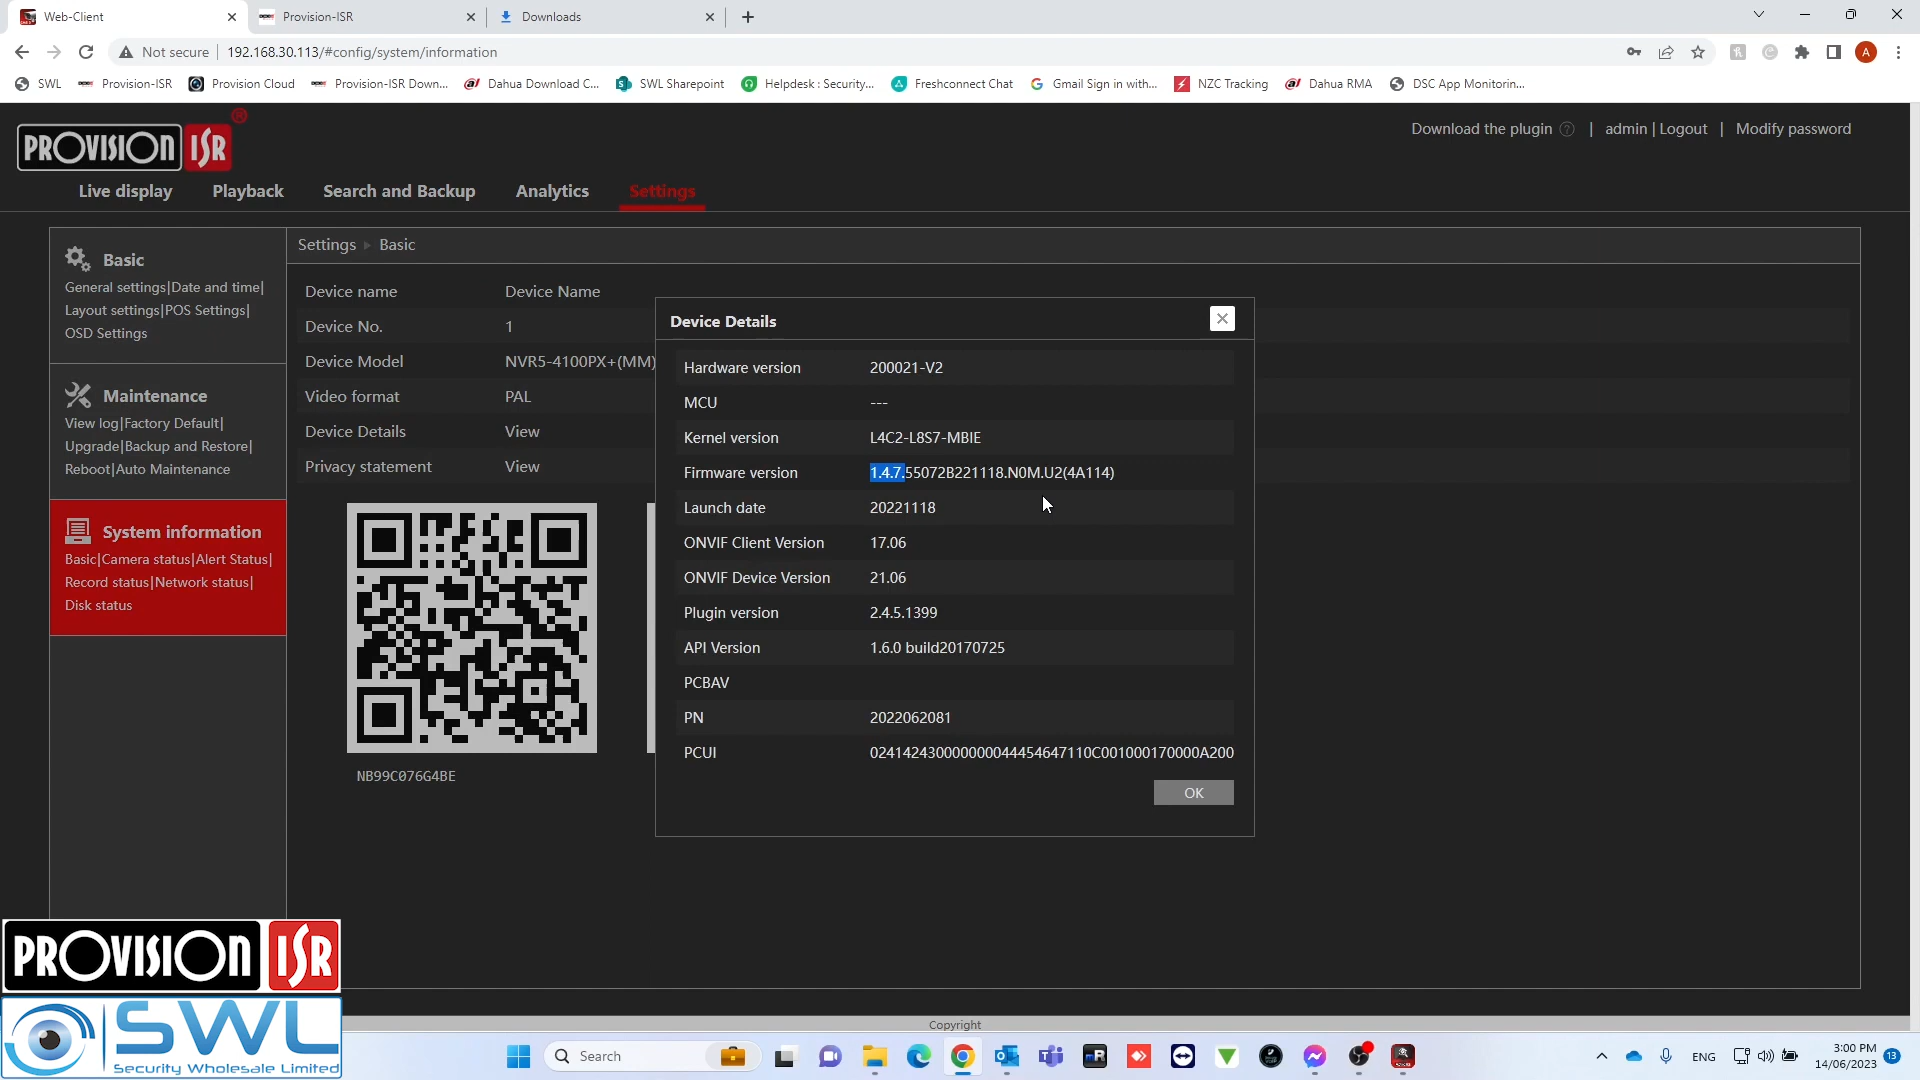 Web-Client
Provision-ISR
Downloads
Not secure
192.168.30.113/#config/system/information
A
SWL
Provision-ISR
Provision Cloud
Provision-ISR Down...
Dahua Download C...
SWL Sharepoint
Helpdesk : Security...
Freshconnect Chat
Gmail Sign in with...
NZC Tracking
Dahua RMA
DSC App Monitorin...
PROVISION ISR ®
Download the plugin ? | admin | Logout | Modify password
Live display
Playback
Search and Backup
Analytics
Settings
Basic
General settings|Date and time|
Layout settings|POS Settings|
OSD Settings
Maintenance
View log|Factory Default|
Upgrade|Backup and Restore|
Reboot|Auto Maintenance
System information
Basic|Camera status|Alert Status|
Record status|Network status|
Disk status
Settings Basic
Device name Device Name
Device No. 1
Device Model NVR5-4100PX+(MM)
Video format PAL
Device Details View
Privacy statement View
NB99C076G4BE
Device Details
Hardware version 200021-V2
MCU ---
Kernel version L4C2-L8S7-MBIE
Firmware version 1.4.7.55072B221118.N0M.U2(4A114)
Launch date 20221118
ONVIF Client Version 17.06
ONVIF Device Version 21.06
Plugin version 2.4.5.1399
API Version 1.6.0 build20170725
PCBAV
PN 2022062081
PCUI 02414243000000044454647110C001000170000A200
OK
PROVISION ISR
SWL
Security Wholesale Limited
Copyright
Search
ENG
3:00 PM
14/06/2023
13